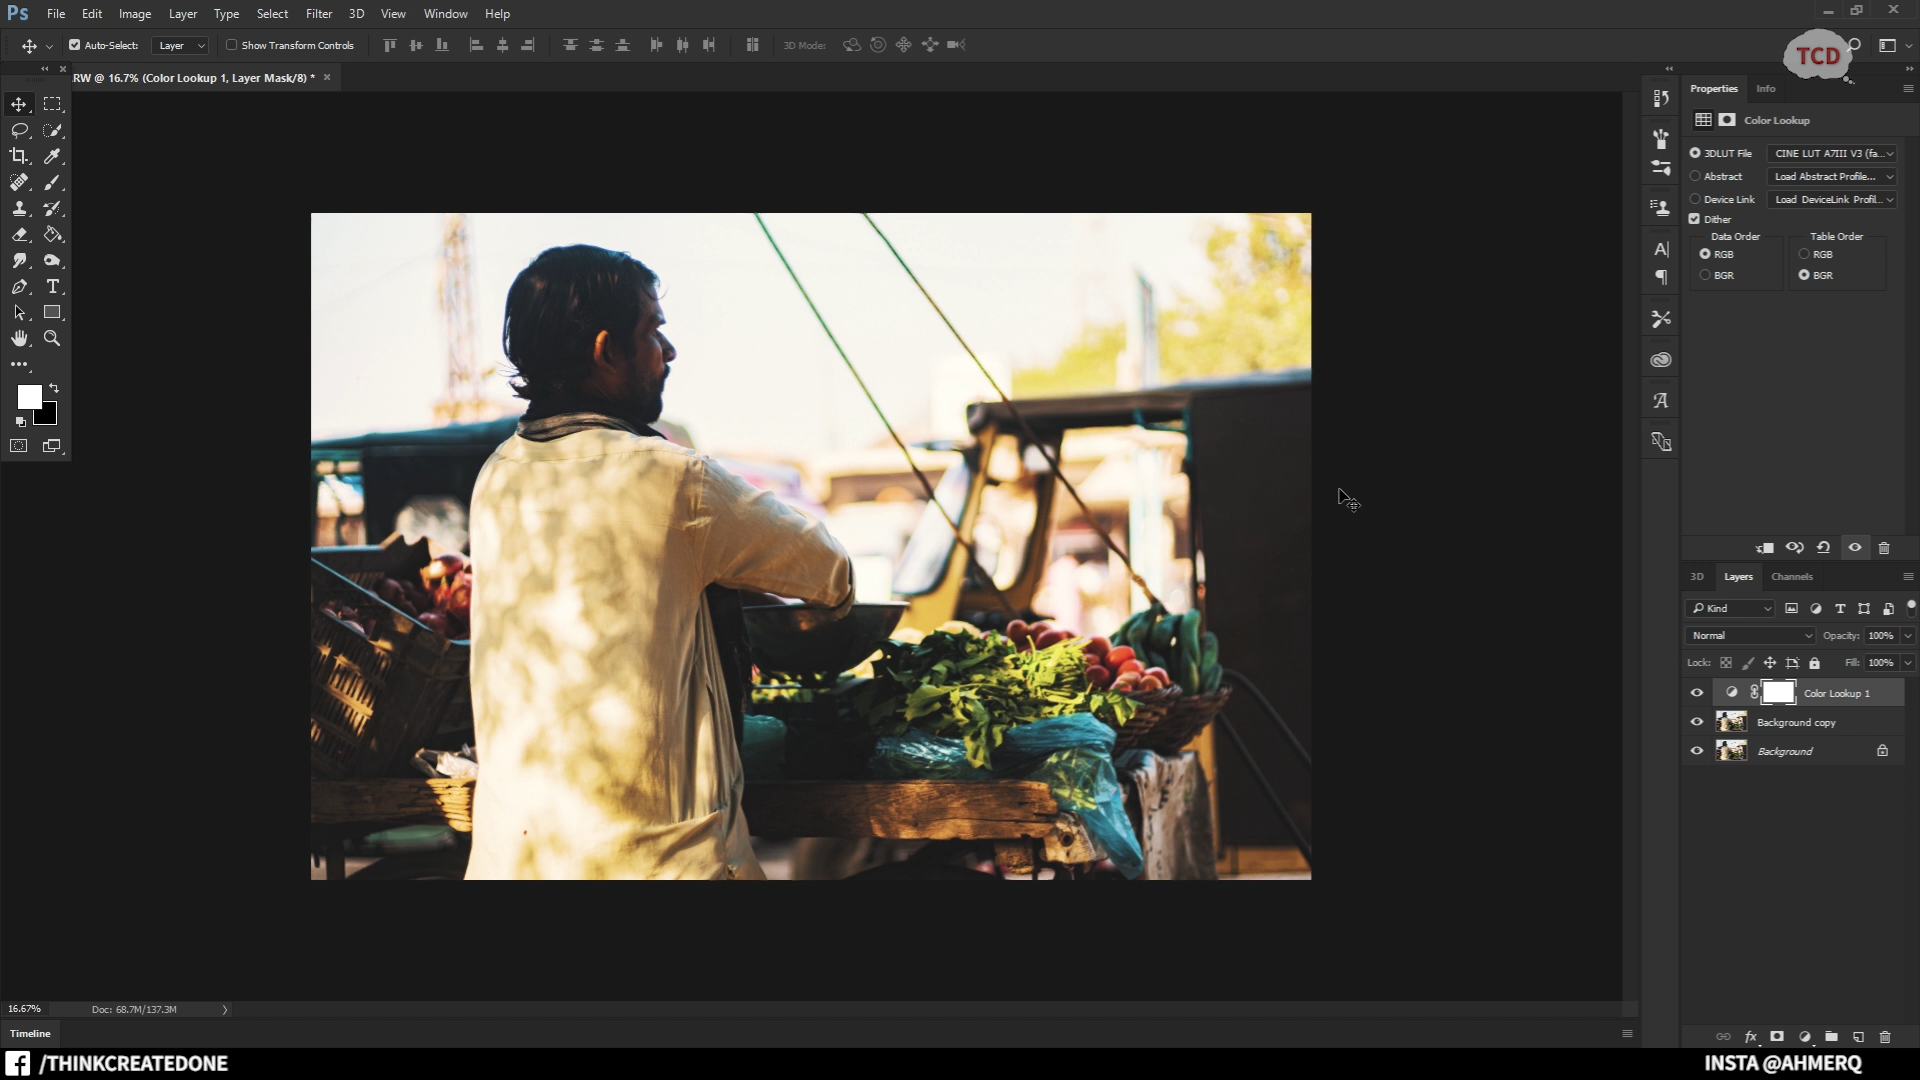 Ps File Edit Image Layer Type Select Filter 3D View Window Help
Auto-Select: Layer Show Transform Controls 3D Mode:
TCD
.RW @ 16.7% (Color Lookup 1, Layer Mask/8) *
Properties Info
Color Lookup
3DLUT File CINE LUT A7III V3 (fa...
Abstract Load Abstract Profile...
Device Link Load DeviceLink Profil...
Dither
Data Order Table Order
RGB RGB
BGR BGR
3D Layers Channels
Kind
Normal Opacity: 100%
Lock: Fill: 100%
Color Lookup 1
Background copy
Background
16.67% Doc: 68.7M/137.3M
Timeline
/THINKCREATEDONE
INSTA @AHMERQ